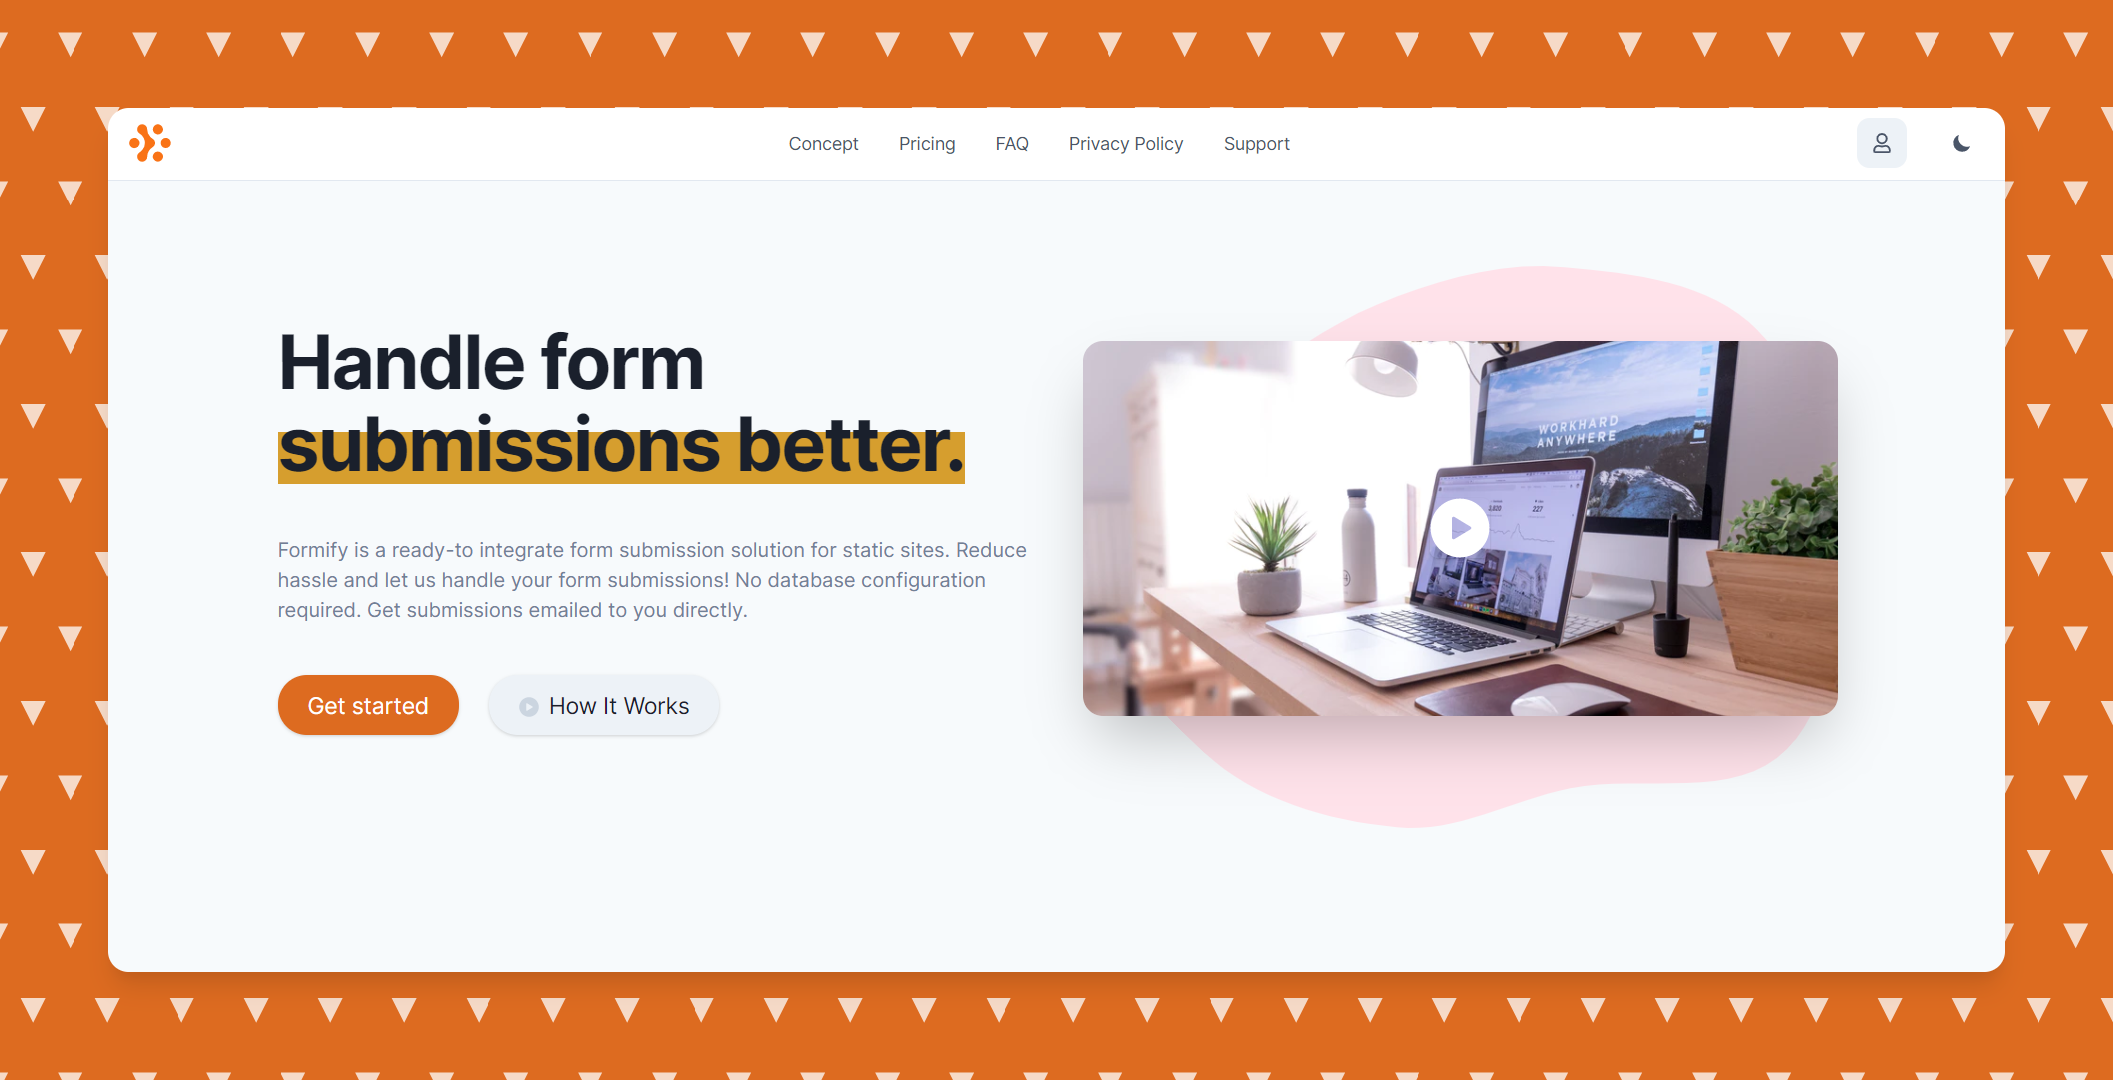 Concept Pricing FAQ Privacy Policy Support
Handle form
submissions better.
Formify is a ready-to integrate form submission solution for static sites. Reduce
hassle and let us handle your form submissions! No database configuration
required. Get submissions emailed to you directly.
Get started How It Works
WORKHARD
ANYWHERE
227